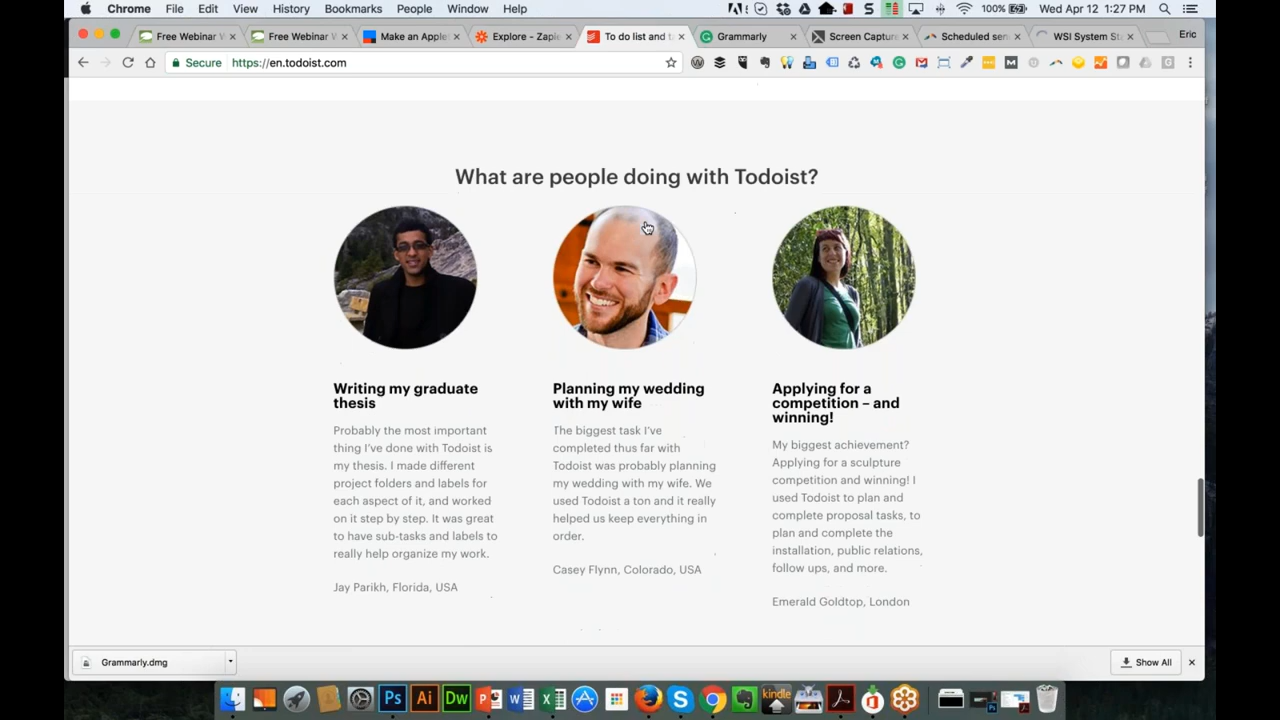 Chrome File Edit View History Bookmarks People Window Help 100% Wed Apr 12 1:27 PM
Free Webinar Free Webinar Make an Apple Explore - Zapie To do list and t Grammarly Screen Captur Scheduled ser WSI System St Eric
Secure https://en.todoist.com
What are people doing with Todoist?
Writing my graduate
thesis
Probably the most important
thing I've done with Todoist is
my thesis. I made different
project folders and labels for
each aspect of it, and worked
on it step by step. It was great
to have sub-tasks and labels to
really help organize my work.
Jay Parikh, Florida, USA
Planning my wedding
with my wife
The biggest task I've
completed thus far with
Todoist was probably planning
my wedding with my wife. We
used Todoist a ton and it really
helped us keep everything in
order.
Casey Flynn, Colorado, USA
Applying for a
competition – and
winning!
My biggest achievement?
Applying for a sculpture
competition and winning! I
used Todoist to plan and
complete proposal tasks, to
plan and complete the
installation, public relations,
follow ups, and more.
Emerald Goldtop, London
Grammarly.dmg Show All
Ps Ai Dw kindle